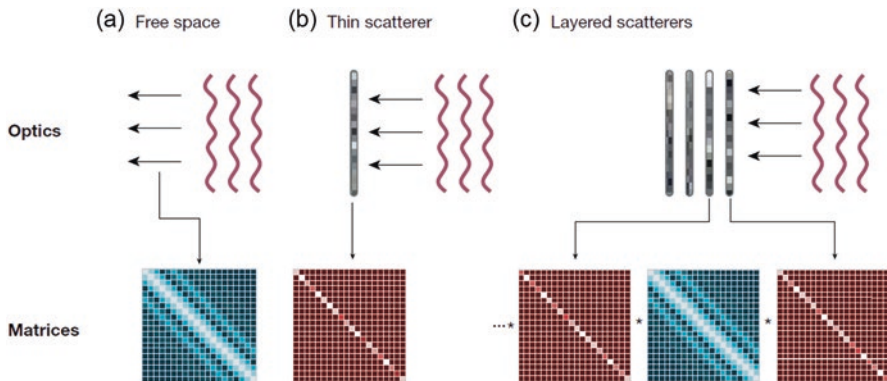 (a) Free space
(b) Thin scatterer
(c) Layered scatterers
Optics
Matrices
...*
*
*